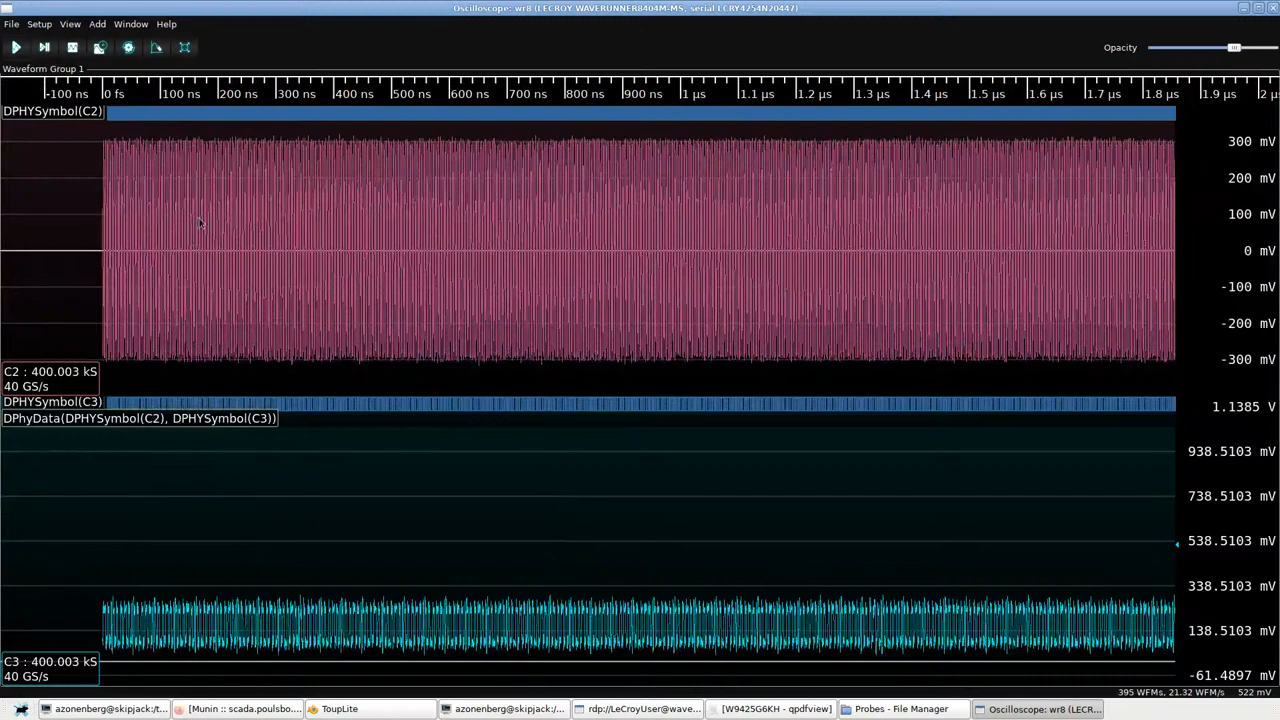 Oscilloscope: wr8 (LECROY WAVERUNNER8404M-MS, serial LCRY4254N20447)
File Setup View Add Window Help
Opacity
Waveform Group 1
-100 ns 0 fs 100 ns 200 ns 300 ns 400 ns 500 ns 600 ns 700 ns 800 ns 900 ns 1 µs 1.1 µs 1.2 µs 1.3 µs 1.4 µs 1.5 µs 1.6 µs 1.7 µs 1.8 µs 1.9 µs 2 µs
DPHYSymbol(C2)
300 mV
200 mV
100 mV
0 mV
-100 mV
-200 mV
-300 mV
C2 : 400.003 kS
40 GS/s
DPHYSymbol(C3)
1.1385 V
DPhyData(DPHYSymbol(C2), DPHYSymbol(C3))
938.5103 mV
738.5103 mV
538.5103 mV
338.5103 mV
138.5103 mV
C3 : 400.003 kS
40 GS/s
-61.4897 mV
395 WFMs, 21.32 WFM/s 522 mV
azonenberg@skipjack:/t... [Munin :: scada.poulsbo... ToupLite azonenberg@skipjack:/... rdp://LeCroyUser@wave... [W9425G6KH - qpdfview] Probes - File Manager Oscilloscope: wr8 (LECR...